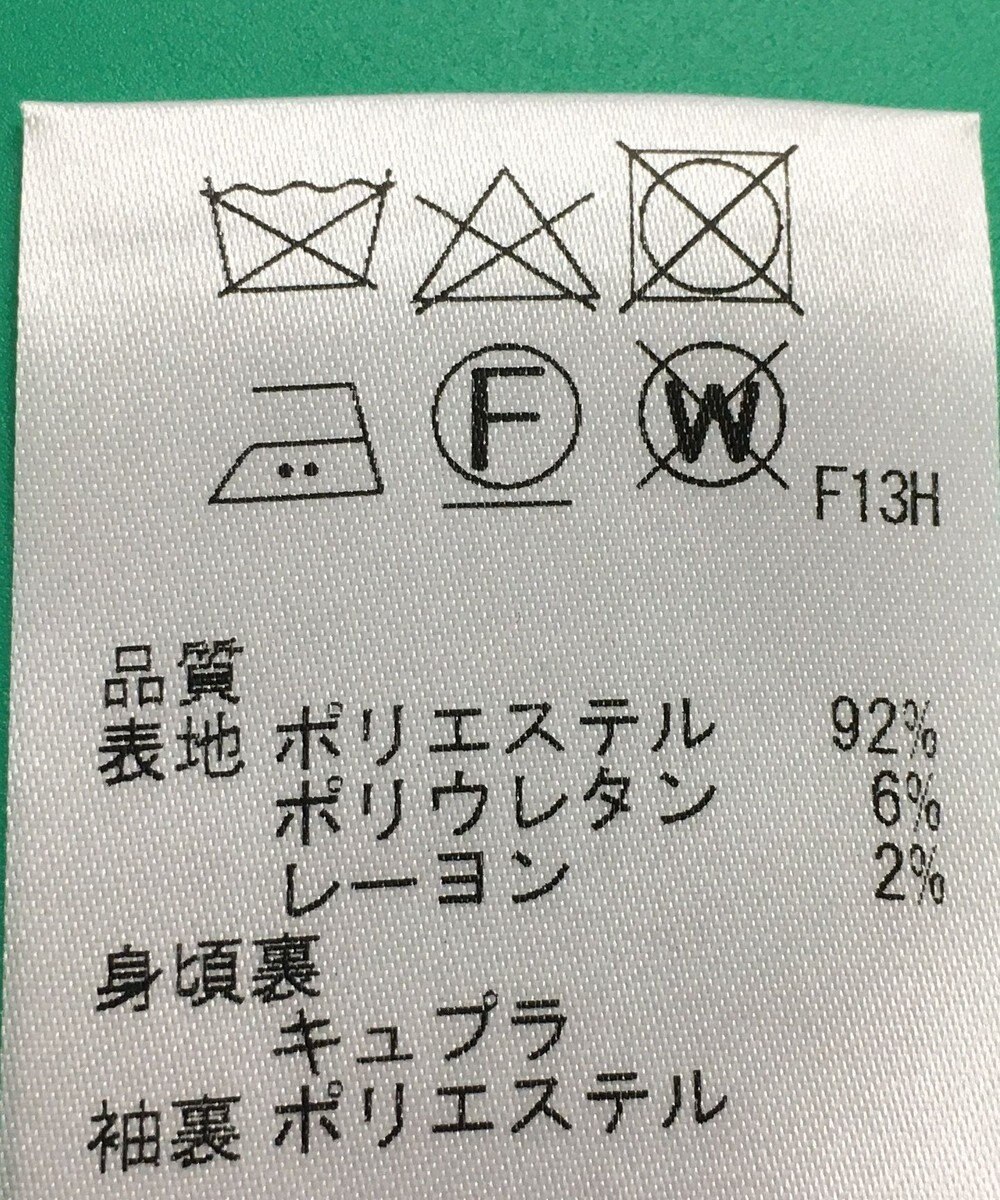 F W F13H
品質
表地 ポリエステル 92%
ポリウレタン 6%
レーヨン 2%
身頃裏
キュプラ
袖裏 ポリエステル